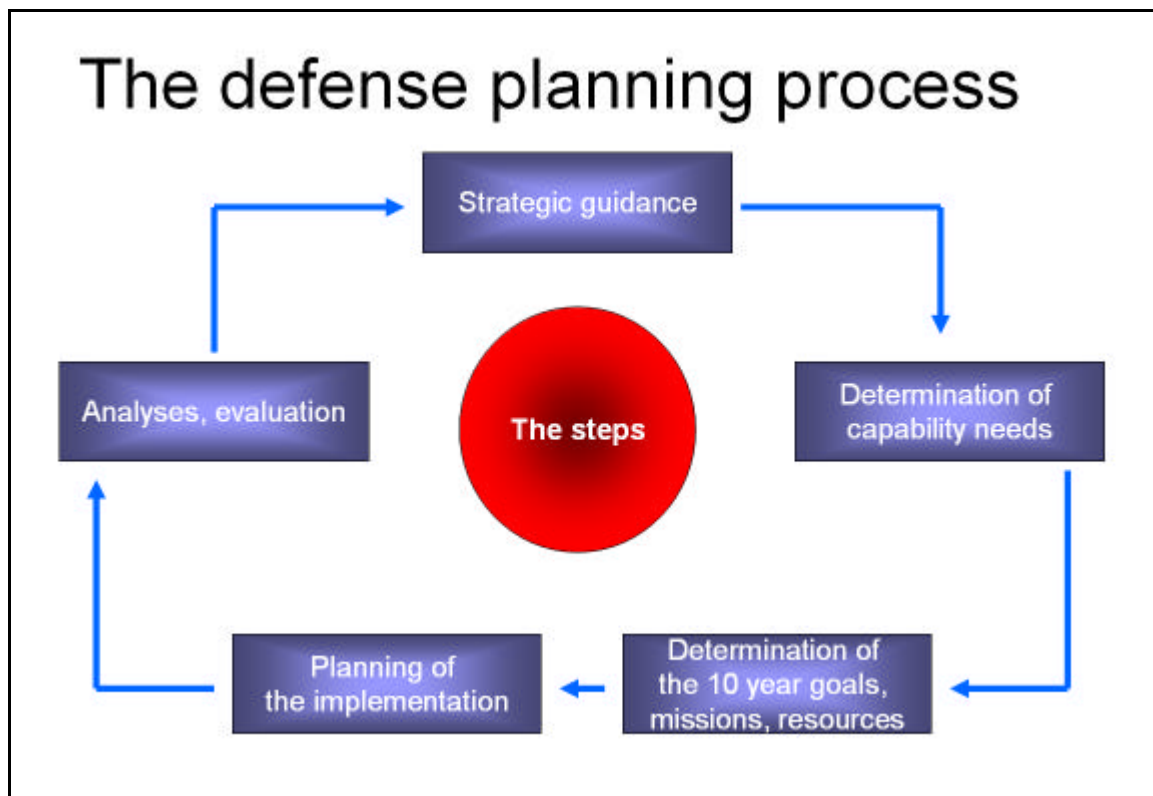 The defense planning process
Strategic guidance
Analyses, evaluation
The steps
Determination of
capability needs
Planning of
the implementation
Determination of
the 10 year goals,
missions, resources